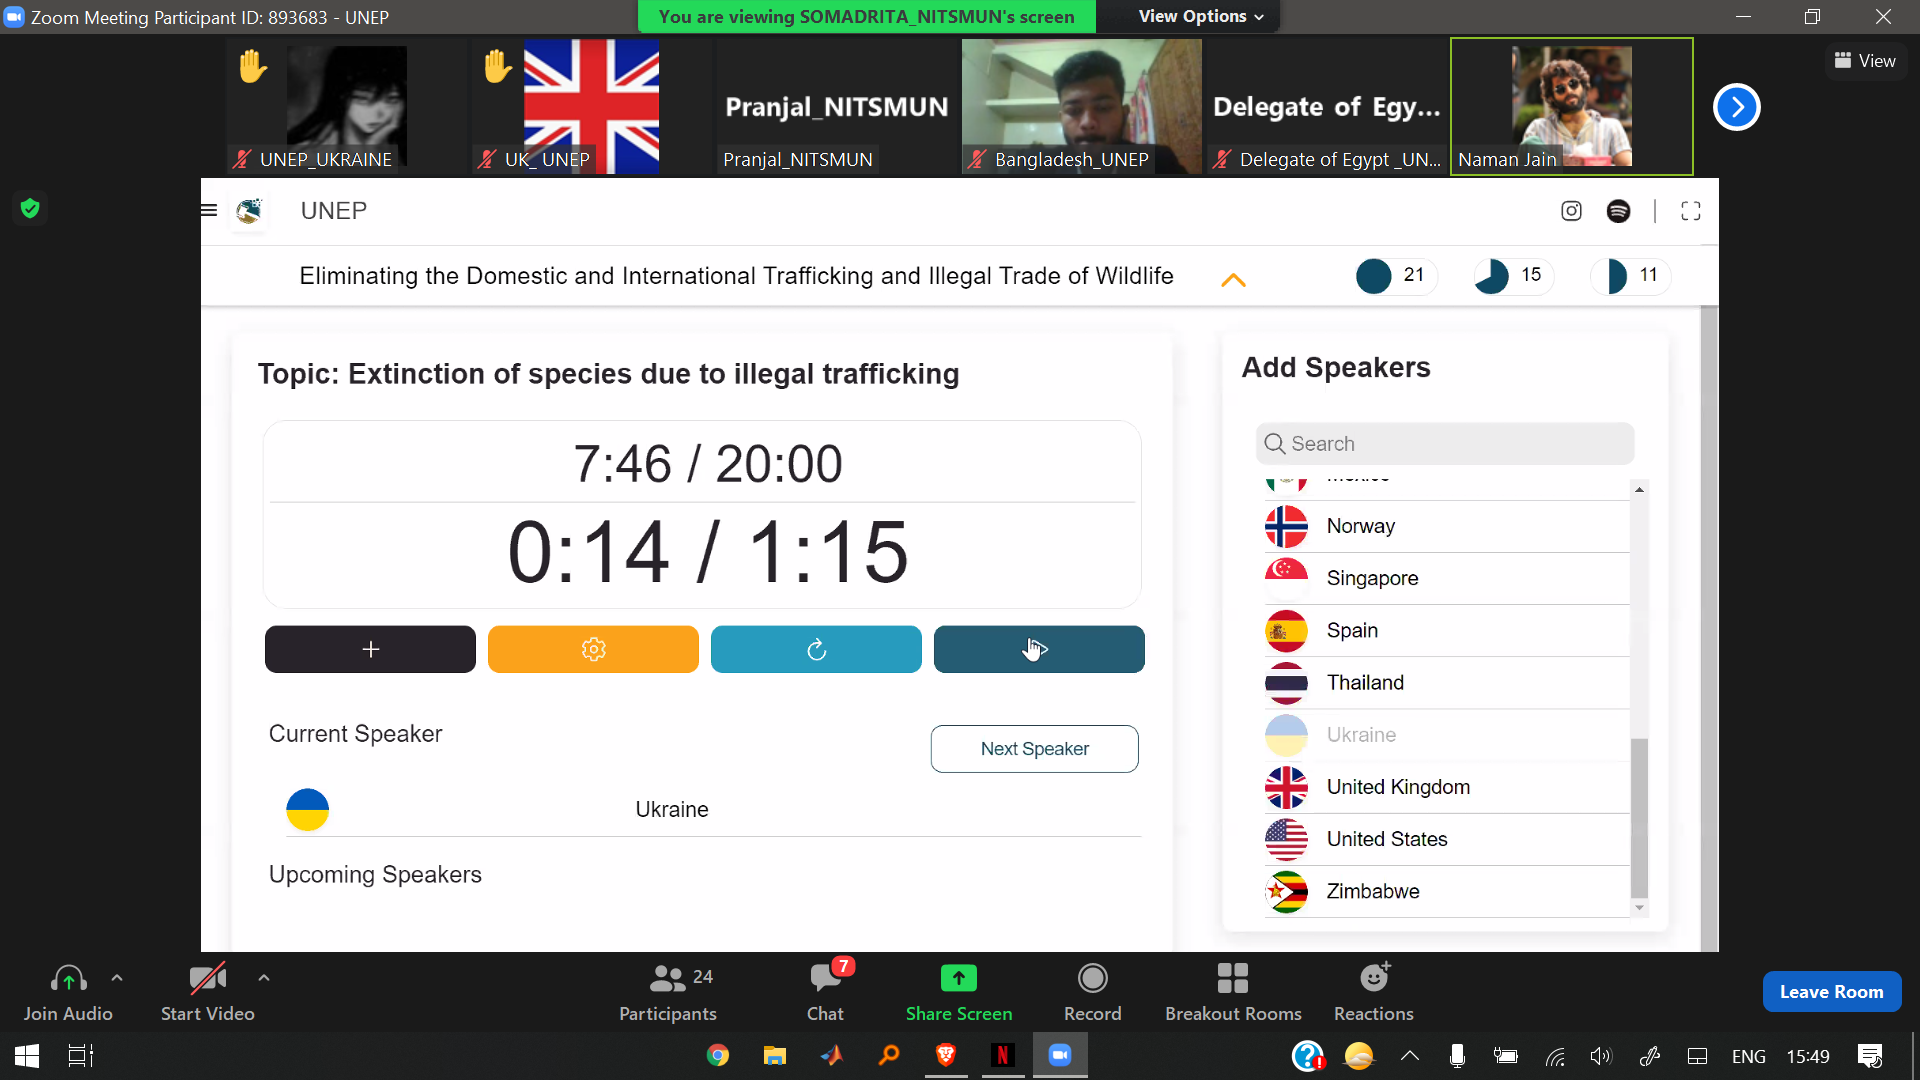 Zoom Meeting Participant ID: 893683 - UNEP
You are viewing SOMADRITA_NITSMUN's screen
View Options
View
Pranjal_NITSMUN
Delegate of Egy...
UNEP_UKRAINE
UK_ UNEP
Pranjal_NITSMUN
Bangladesh_UNEP
Delegate of Egypt _UN...
Naman Jain
UNEP
Eliminating the Domestic and International Trafficking and Illegal Trade of Wildlife
21
15
11
Topic: Extinction of species due to illegal trafficking
7:46 / 20:00
0:14 / 1:15
Current Speaker
Next Speaker
Ukraine
Upcoming Speakers
Add Speakers
Search
Norway
Singapore
Spain
Thailand
Ukraine
United Kingdom
United States
Zimbabwe
Join Audio
Start Video
24
Participants
7
Chat
Share Screen
Record
Breakout Rooms
Reactions
Leave Room
ENG
15:49